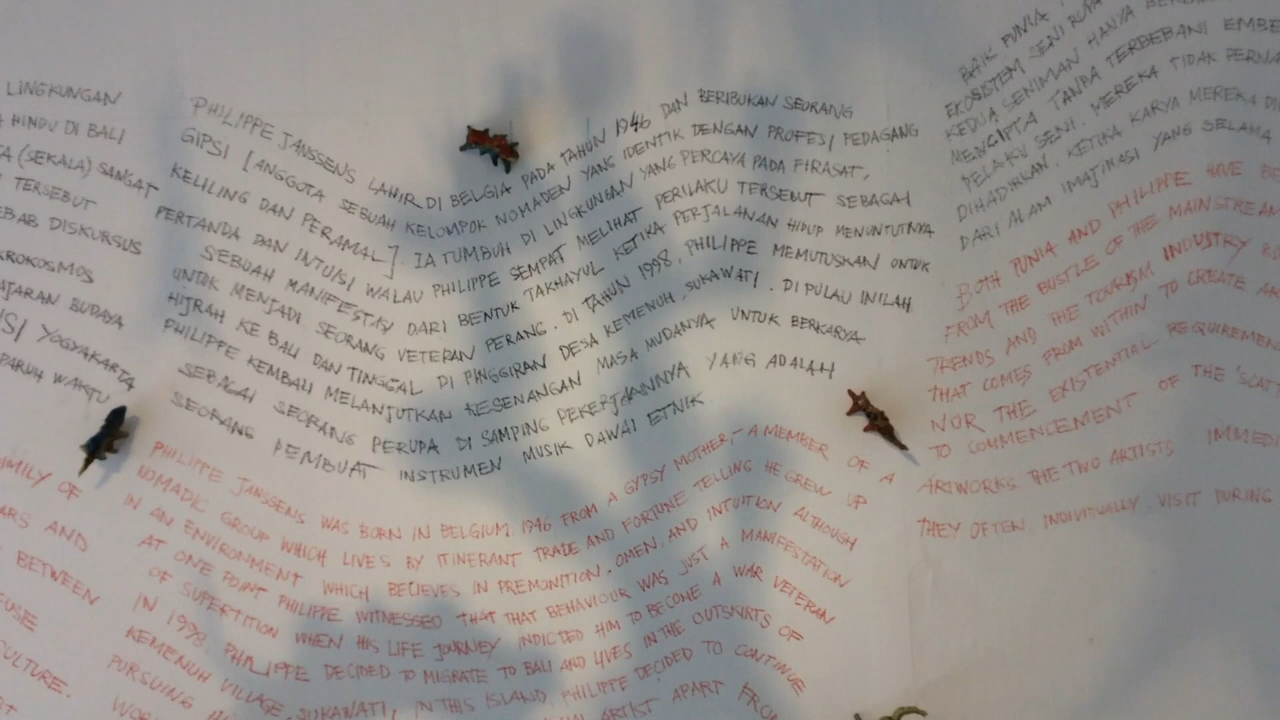 LINGKUNGAN
HINDU DI BALI
(SEKALA) SANGAT
TERSEBUT
DISKURSUS
BUDAYA
YOGYAKARTA
PARUH WAKTU
OF
AND
BETWEEN
PHILIPPE JANSSENS LAHIR DI BELGIA PADA TAHUN 1946 DAN BERIBUKAN SEORANG
GIPSI [ANGGOTA SEBUAH KELOMPOK NOMADEN YANG IDENTIK DENGAN PROFESI PEDAGANG
KELILING DAN PERAMAL]. IA TUMBUH DI LINGKUNGAN YANG PERCAYA PADA FIRASAT,
PERTANDA DAN INTUISI WALAU PHILIPPE SEMPAT MELIHAT PERILAKU TERSEBUT SEBAGAI
SEBUAH MANIFESTASI DARI BENTUK TAKHAYUL KETIKA PERJALANAN HIDUP MENUNTUTNYA
UNTUK MENJADI SEORANG VETERAN PERANG. DI TAHUN 1998, PHILIPPE MEMUTUSKAN UNTUK
HIJRAH KE BALI DAN TINGGAL DI PINGGIRAN DESA KEMENUH, SUKAWATI. DI PULAU INILAH
PHILIPPE KEMBALI MELANJUTKAN KESENANGAN MASA MUDANYA UNTUK BERKARYA
SEBAGAI SEORANG PERUPA DI SAMPING PEKERJAANNYA YANG ADALAH
SEORANG PEMBUAT INSTRUMEN MUSIK DAWAI ETNIK
PHILIPPE JANSSENS WAS BORN IN BELGIUM, 1946 FROM A GYPSY MOTHER,- A MEMBER OF A
NOMADIC GROUP WHICH LIVES BY ITINERANT TRADE AND FORTUNE TELLING HE GREW UP
IN AN ENVIRONMENT WHICH BELIEVES IN PREMONITION, OMEN, AND INTUITION ALTHOUGH
AT ONE POINT PHILIPPE WITNESSED THAT THAT BEHAVIOUR WAS JUST A MANIFESTATION
OF SUPERTITION WHEN HIS LIFE JOURNEY INDICTED HIM TO BECOME A WAR VETERAN
IN 1998, PHILIPPE DECIDED TO MIGRATE TO BALI AND LIVES IN THE OUTSKIRTS OF
KEMENUH VILLAGE, SUKAWATI, IN THIS ISLAND, PHILIPPE DECIDED TO CONTINUE
PURSUING ARTIST APART FROM
BAIK PUNIA
EKOSISTEM SENI RUPA
KEDUA SENIMAN HANYA
MENCIPTA TANPA TERBEBANI
PELAKU SENI. MEREKA TIDAK
DIHADIRLAH. KETIKA KARYA MEREKA
DARI ALAM IMAJINASI YANG SELAMA
BOTH PUNIA AND PHILIPPE HAVE
FROM THE BUSTLE OF THE MAINSTREAM
TRENDS AND THE TOURISM INDUSTRY
THAT COMES FROM WITHIN TO CREATE
NOR THE EXISTENTIAL
TO COMMENCEMENT OF THE
ARTWORKS. THE TWO ARTISTS
THEY OFTEN, INDIVIDUALLY, VISIT DURING